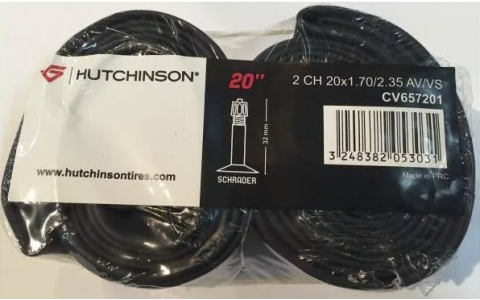 HUTCHINSON®
20"
2 CH 20x1.70/2.35 AV/VS
CV657201
32 mm
3 248382 053031
www.hutchinsontires.com
SCHRADER
Made in PRC